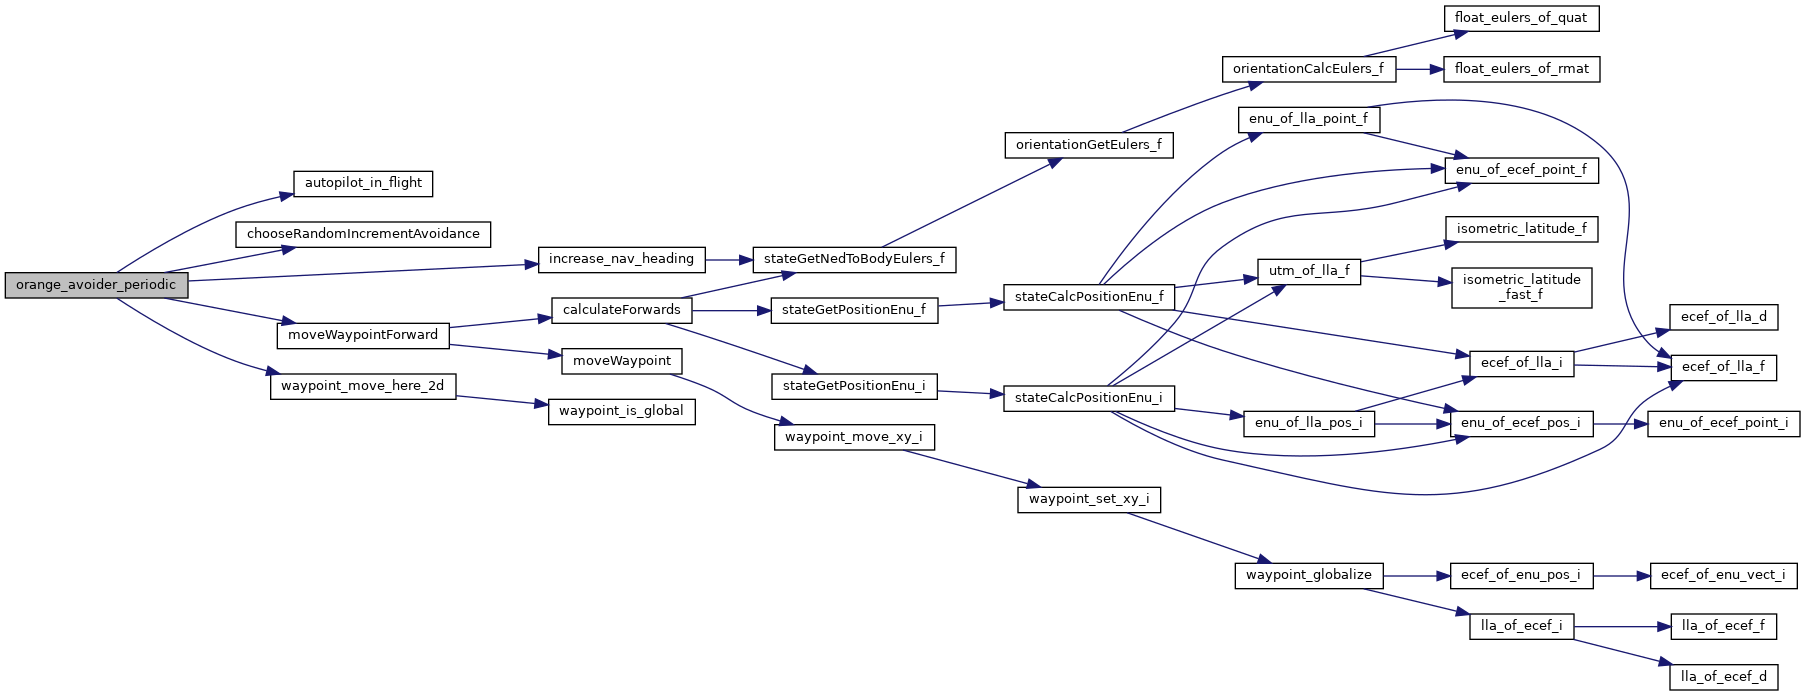 orange_avoider_periodic
autopilot_in_flight
chooseRandomIncrementAvoidance
increase_nav_heading
moveWaypointForward
waypoint_move_here_2d
calculateForwards
moveWaypoint
waypoint_is_global
stateGetNedToBodyEulers_f
stateGetPositionEnu_f
stateGetPositionEnu_i
waypoint_move_xy_i
orientationGetEulers_f
stateCalcPositionEnu_f
stateCalcPositionEnu_i
waypoint_set_xy_i
orientationCalcEulers_f
enu_of_lla_point_f
utm_of_lla_f
enu_of_lla_pos_i
waypoint_globalize
float_eulers_of_quat
float_eulers_of_rmat
enu_of_ecef_point_f
isometric_latitude_f
isometric_latitude
_fast_f
ecef_of_lla_i
enu_of_ecef_pos_i
ecef_of_enu_pos_i
lla_of_ecef_i
ecef_of_lla_d
ecef_of_lla_f
enu_of_ecef_point_i
ecef_of_enu_vect_i
lla_of_ecef_f
lla_of_ecef_d